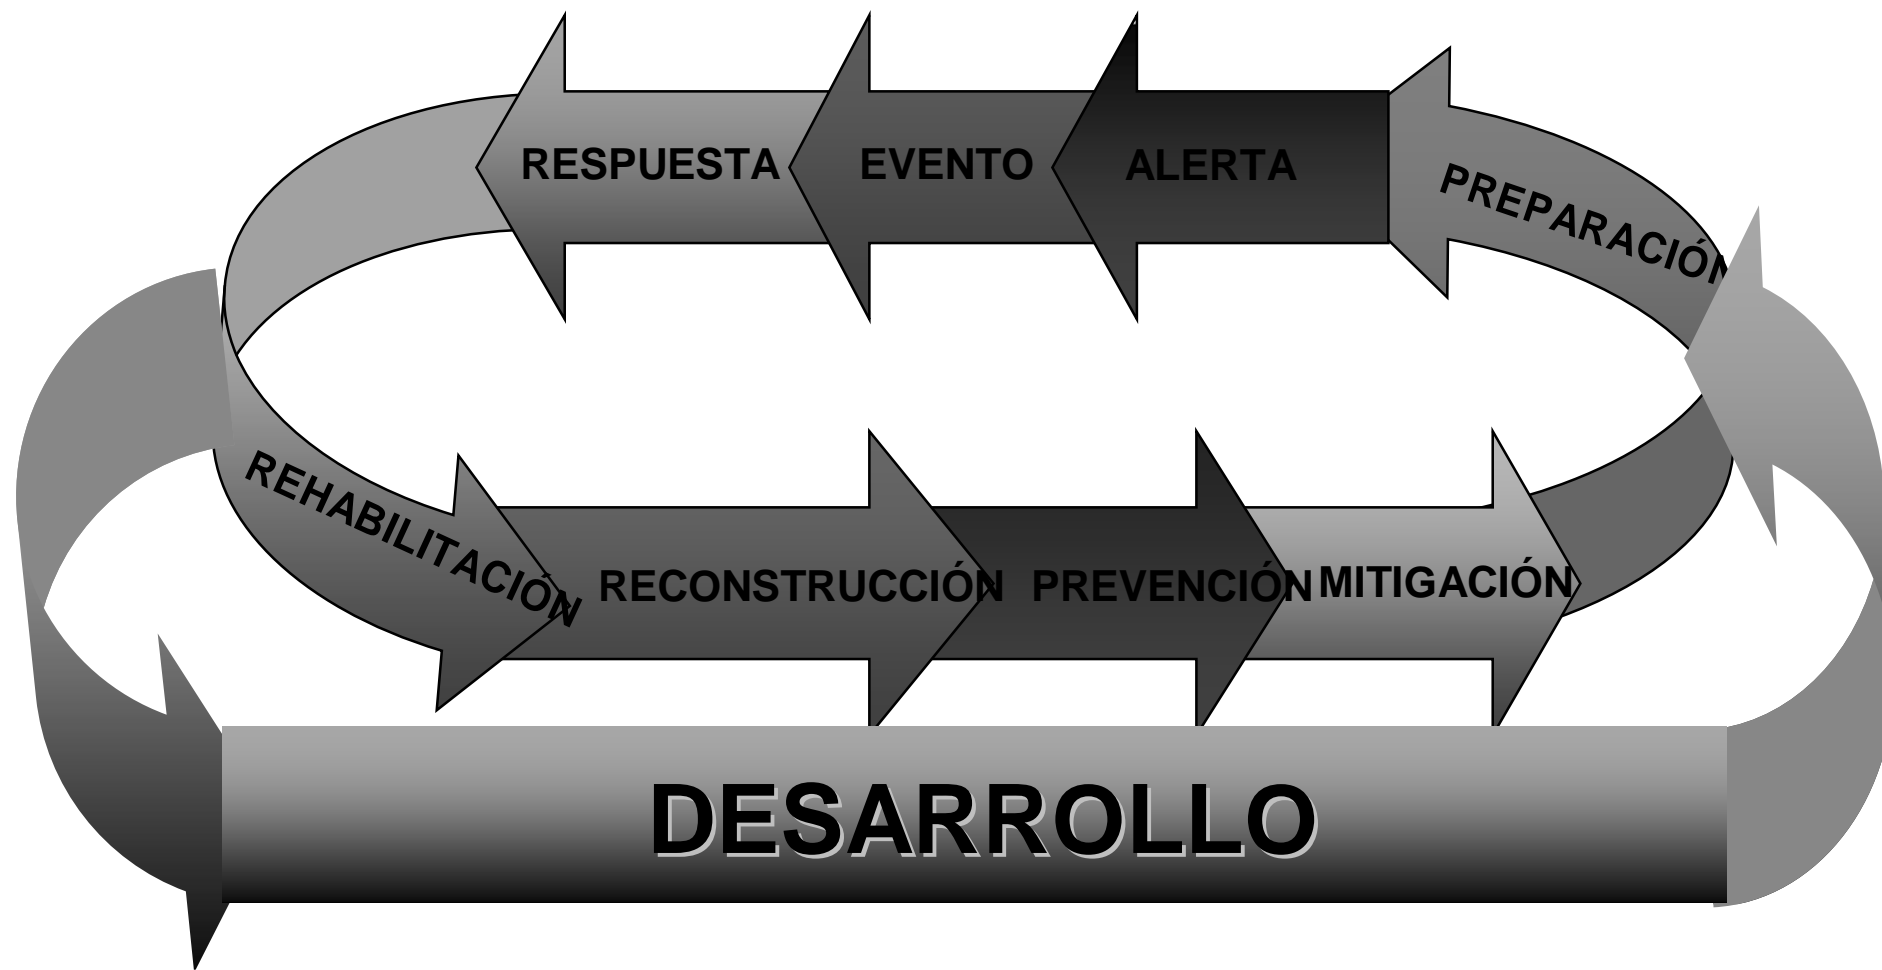 RESPUESTA
EVENTO
ALERTA
PREPARACIÓN
REHABILITACIÓN
RECONSTRUCCIÓN
PREVENCIÓN
MITIGACIÓN
DESARROLLO